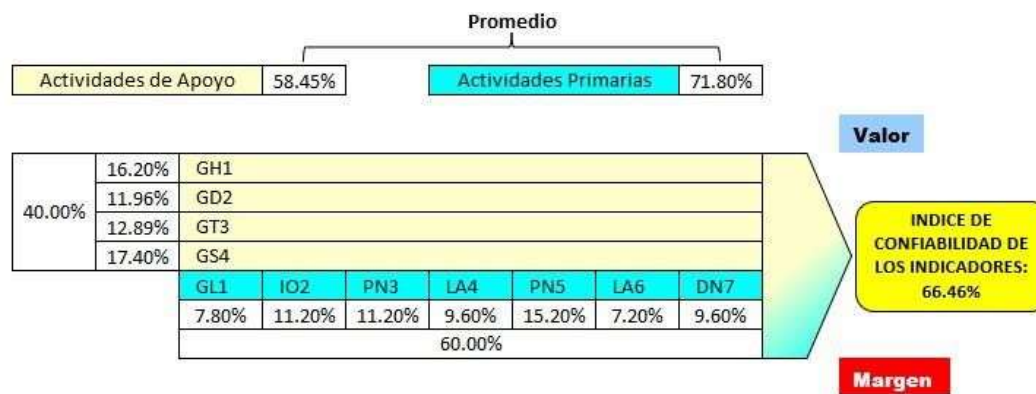 Promedio
Actividades de Apoyo 58.45% Actividades Primarias 71.80%
Valor
40.00%
16.20% GH1
11.96% GD2
12.89% GT3
17.40% GS4
INDICE DE
CONFIABILIDAD DE
LOS INDICADORES:
66.46%
GL1 IO2 PN3 LA4 PN5 LA6 DN7
7.80% 11.20% 11.20% 9.60% 15.20% 7.20% 9.60%
60.00%
Margen